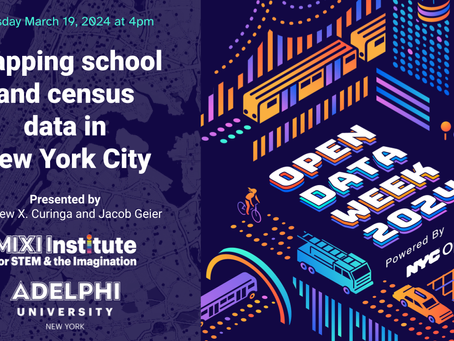 sday March 19, 2024 at 4pm
apping school
and census
data in
ew York City
Presented by
ew X. Curinga and Jacob Geier
MIXI Institute
or STEM & the Imagination
ADELPHI
UNIVERSITY
NEW YORK
OPEN
DATA
WEEK
2024
Powered By
NYC O